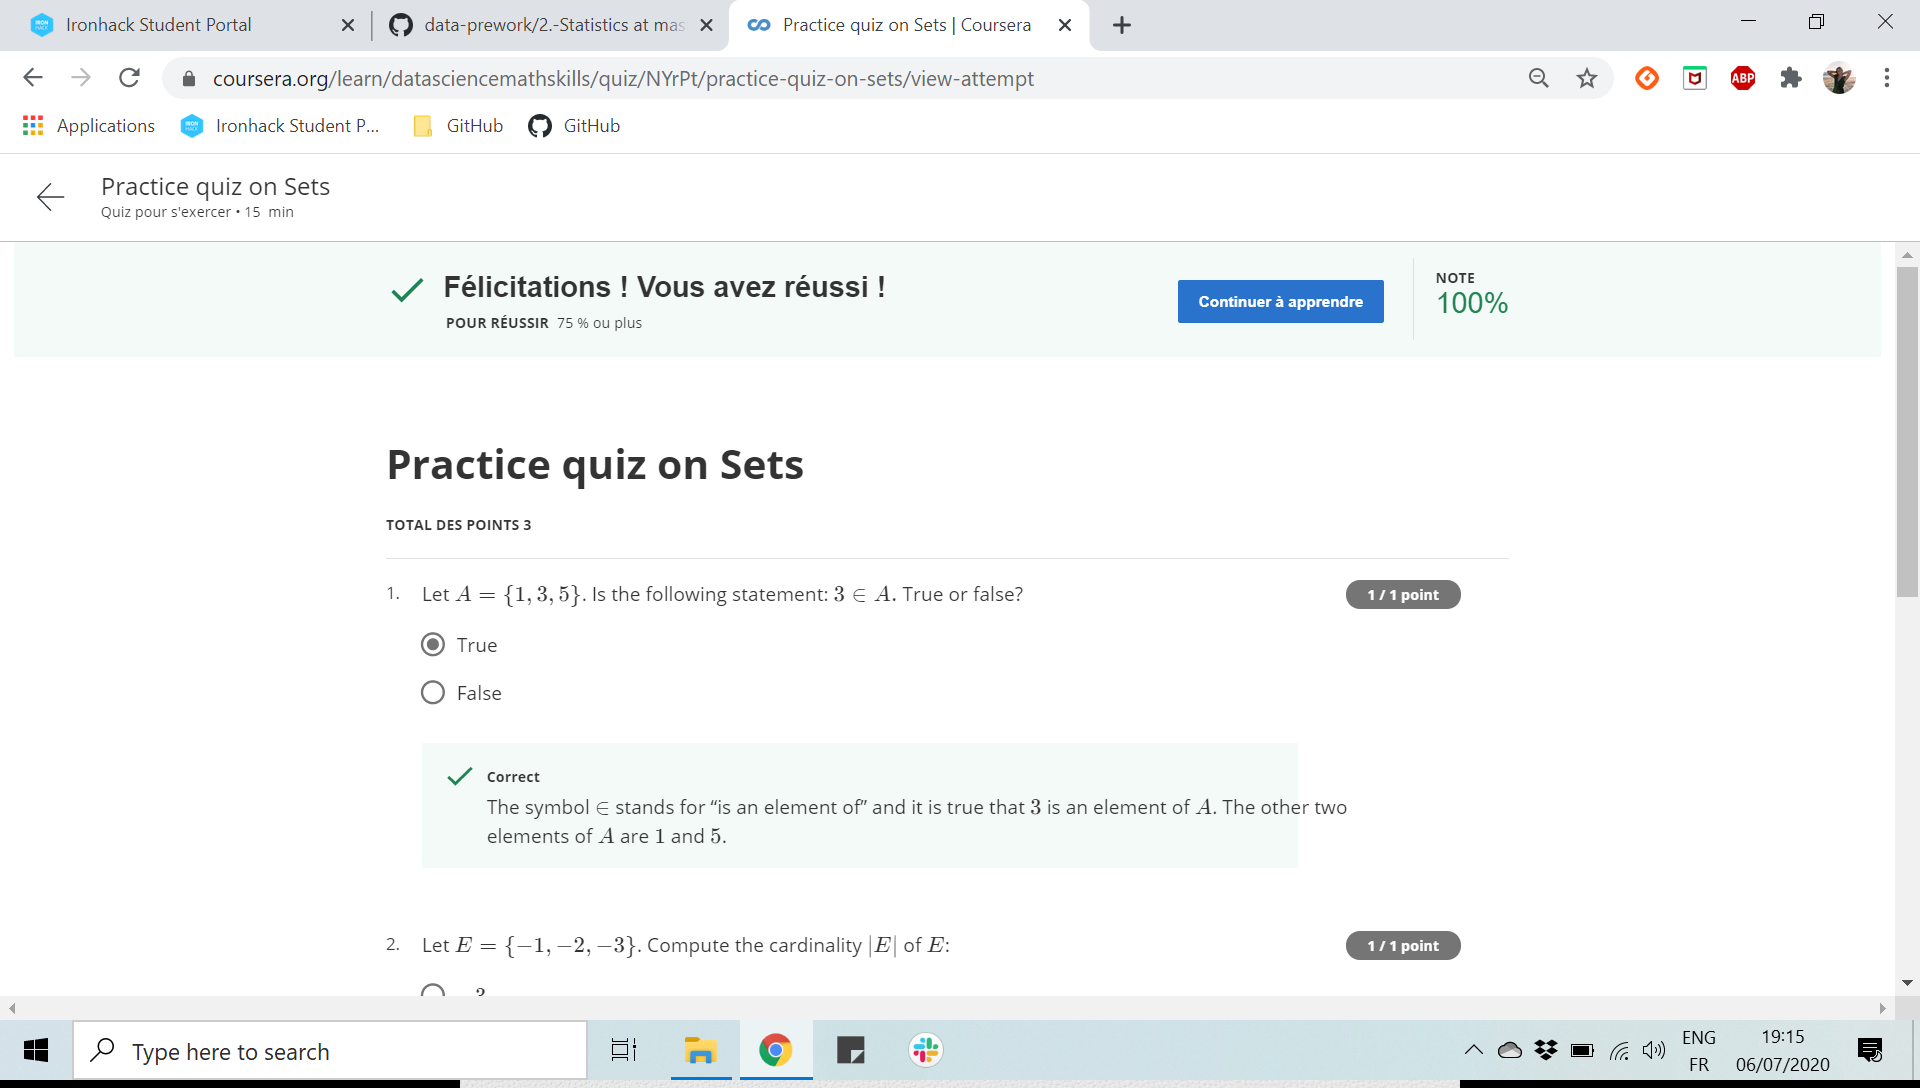 Ironhack Student Portal
data-prework/2.-Statistics at mas
Practice quiz on Sets | Coursera
coursera.org/learn/datasciencemathskills/quiz/NYrPt/practice-quiz-on-sets/view-attempt
ABP
Applications
Ironhack Student P...
GitHub
GitHub
Practice quiz on Sets
Quiz pour s'exercer • 15 min
Félicitations ! Vous avez réussi !
POUR RÉUSSIR 75 % ou plus
Continuer à apprendre
NOTE
100%
Practice quiz on Sets
TOTAL DES POINTS 3
1. Let A = {1, 3, 5}. Is the following statement: 3 ∈ A. True or false?
1 / 1 point
True
False
Correct
The symbol ∈ stands for “is an element of” and it is true that 3 is an element of A. The other two
elements of A are 1 and 5.
2. Let E = {−1, −2, −3}. Compute the cardinality |E| of E:
1 / 1 point
Type here to search
ENG
FR
19:15
06/07/2020